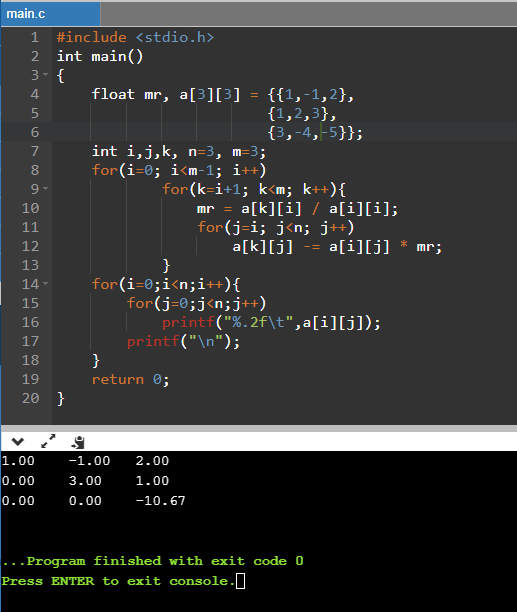 main.c
1 #include <stdio.h>
2 int main()
3 {
4     float mr, a[3][3] = {{1,-1,2},
5                         {1,2,3},
6                         {3,-4,-5}};
7     int i,j,k, n=3, m=3;
8     for(i=0; i<m-1; i++)
9             for(k=i+1; k<m; k++){
10                 mr = a[k][i] / a[i][i];
11                 for(j=i; j<n; j++)
12                     a[k][j] -= a[i][j] * mr;
13             }
14     for(i=0;i<n;i++){
15         for(j=0;j<n;j++)
16             printf("%.2f\t",a[i][j]);
17         printf("\n");
18     }
19     return 0;
20 }
1.00    -1.00   2.00
0.00    3.00    1.00
0.00    0.00    -10.67
...Program finished with exit code 0
Press ENTER to exit console.